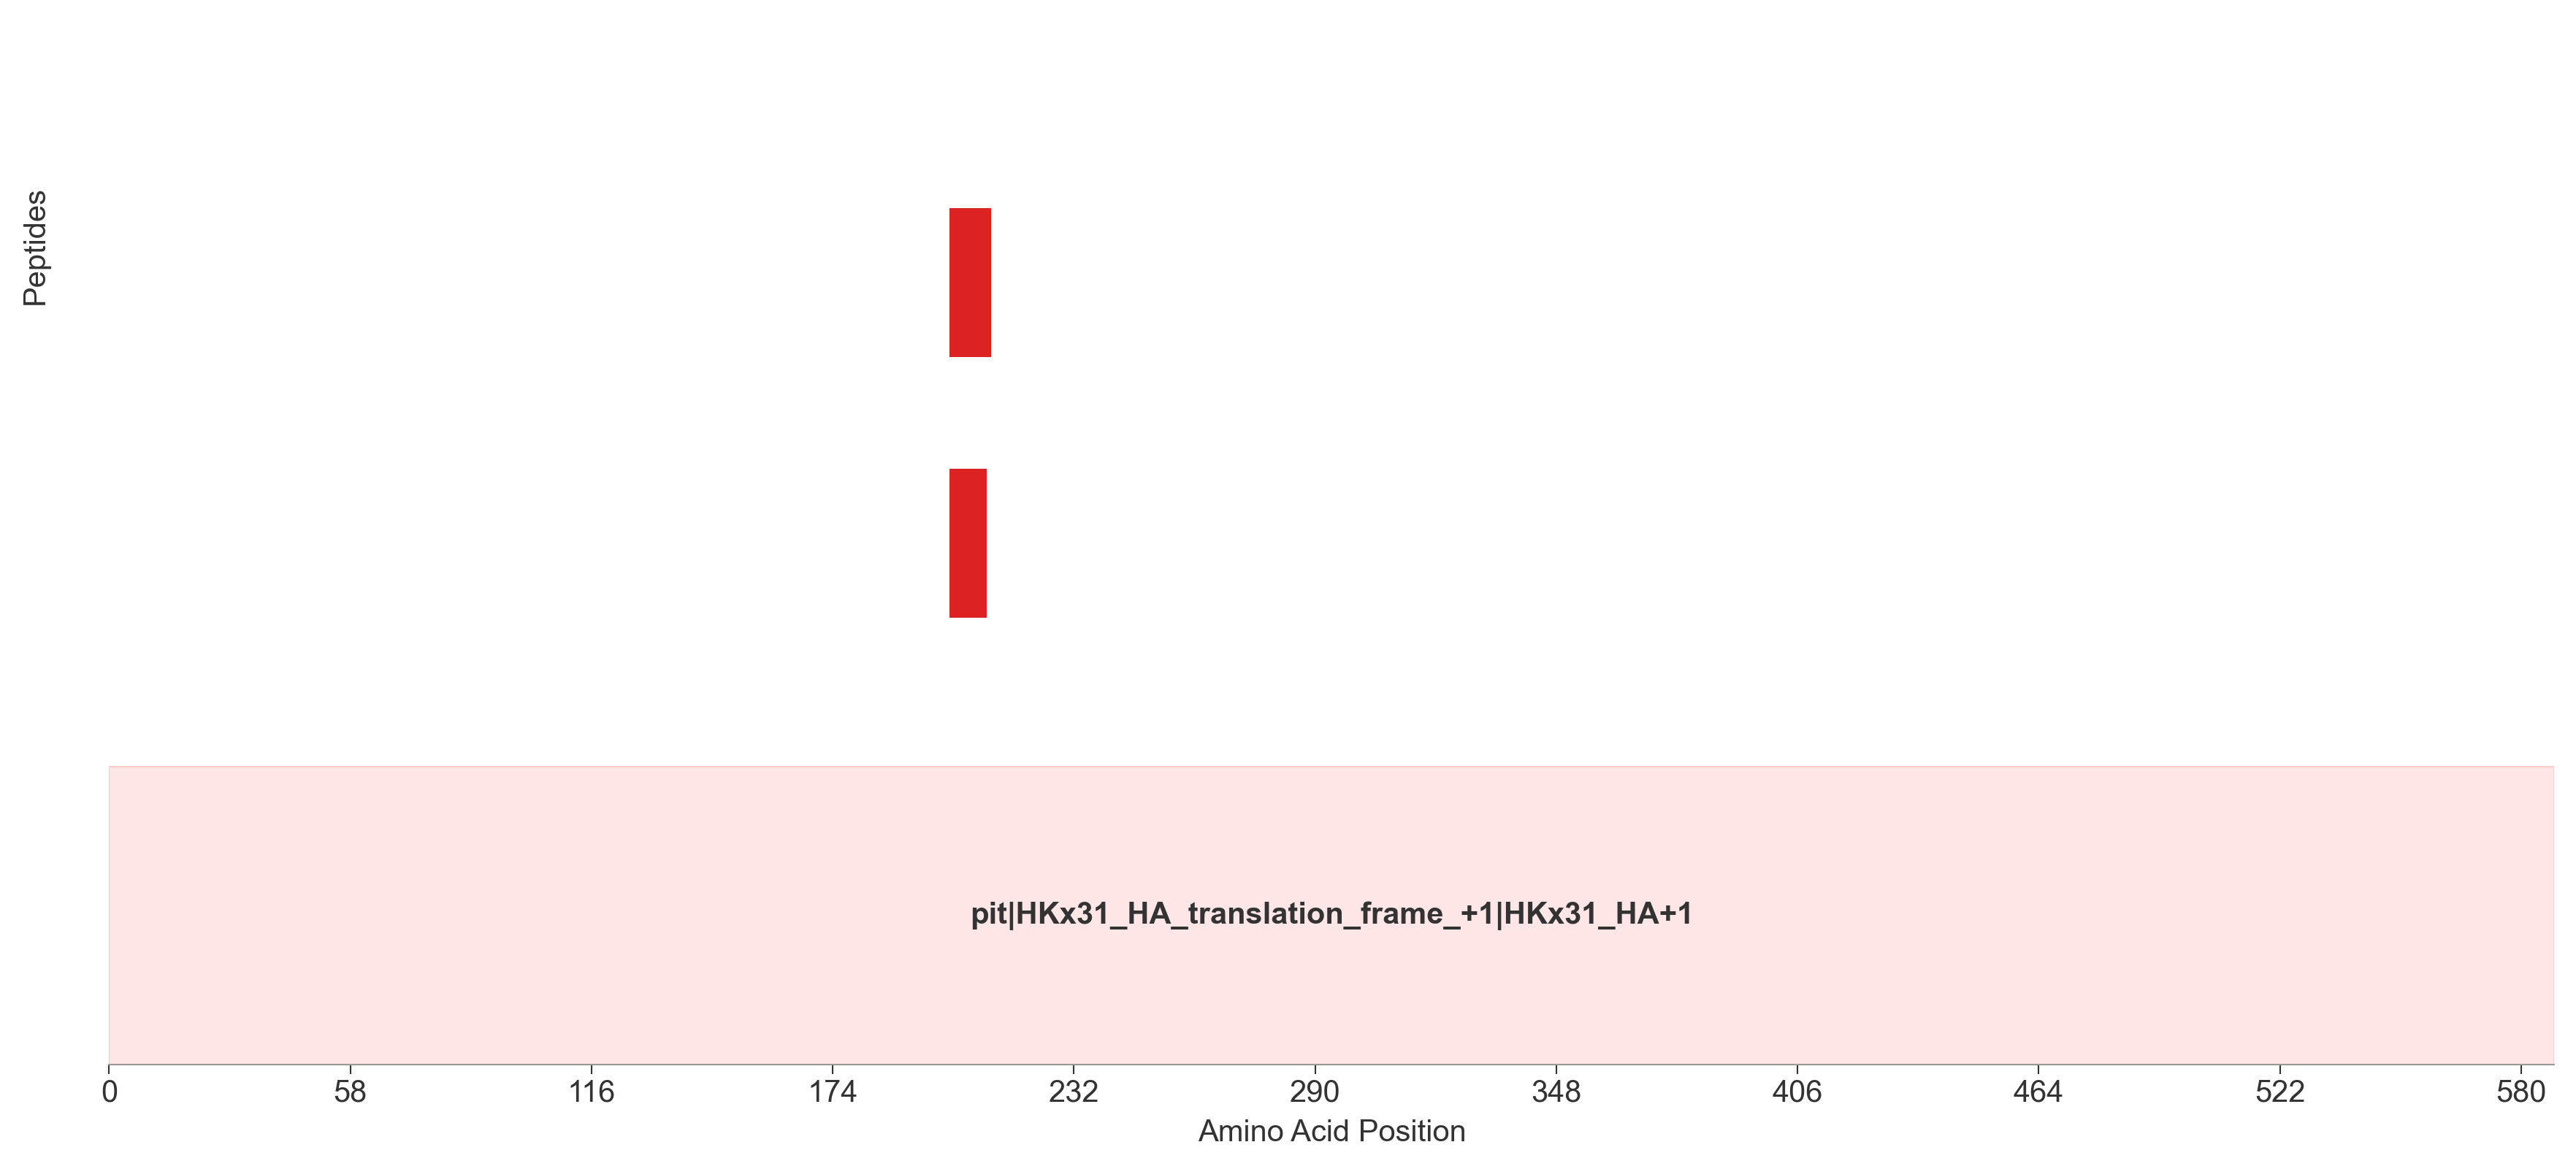 Peptides
pit|HKx31_HA_translation_frame_+1|HKx31_HA+1
0 58 116 174 232 290 348 406 464 522 580
Amino Acid Position